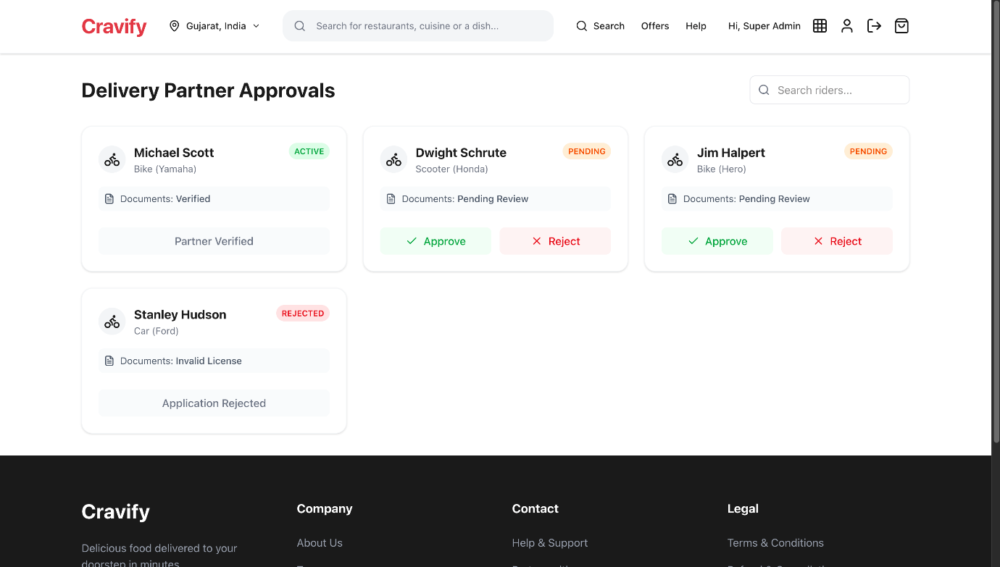 Cravify
Gujarat, India
Search for restaurants, cuisine or a dish...
Search
Offers
Help
Hi, Super Admin
Delivery Partner Approvals
Search riders...
Michael Scott
ACTIVE
Bike (Yamaha)
Documents: Verified
Partner Verified
Dwight Schrute
PENDING
Scooter (Honda)
Documents: Pending Review
Approve
Reject
Jim Halpert
PENDING
Bike (Hero)
Documents: Pending Review
Approve
Reject
Stanley Hudson
REJECTED
Car (Ford)
Documents: Invalid License
Application Rejected
Cravify
Delicious food delivered to your
doorstep in minutes
Company
About Us
Contact
Help & Support
Legal
Terms & Conditions